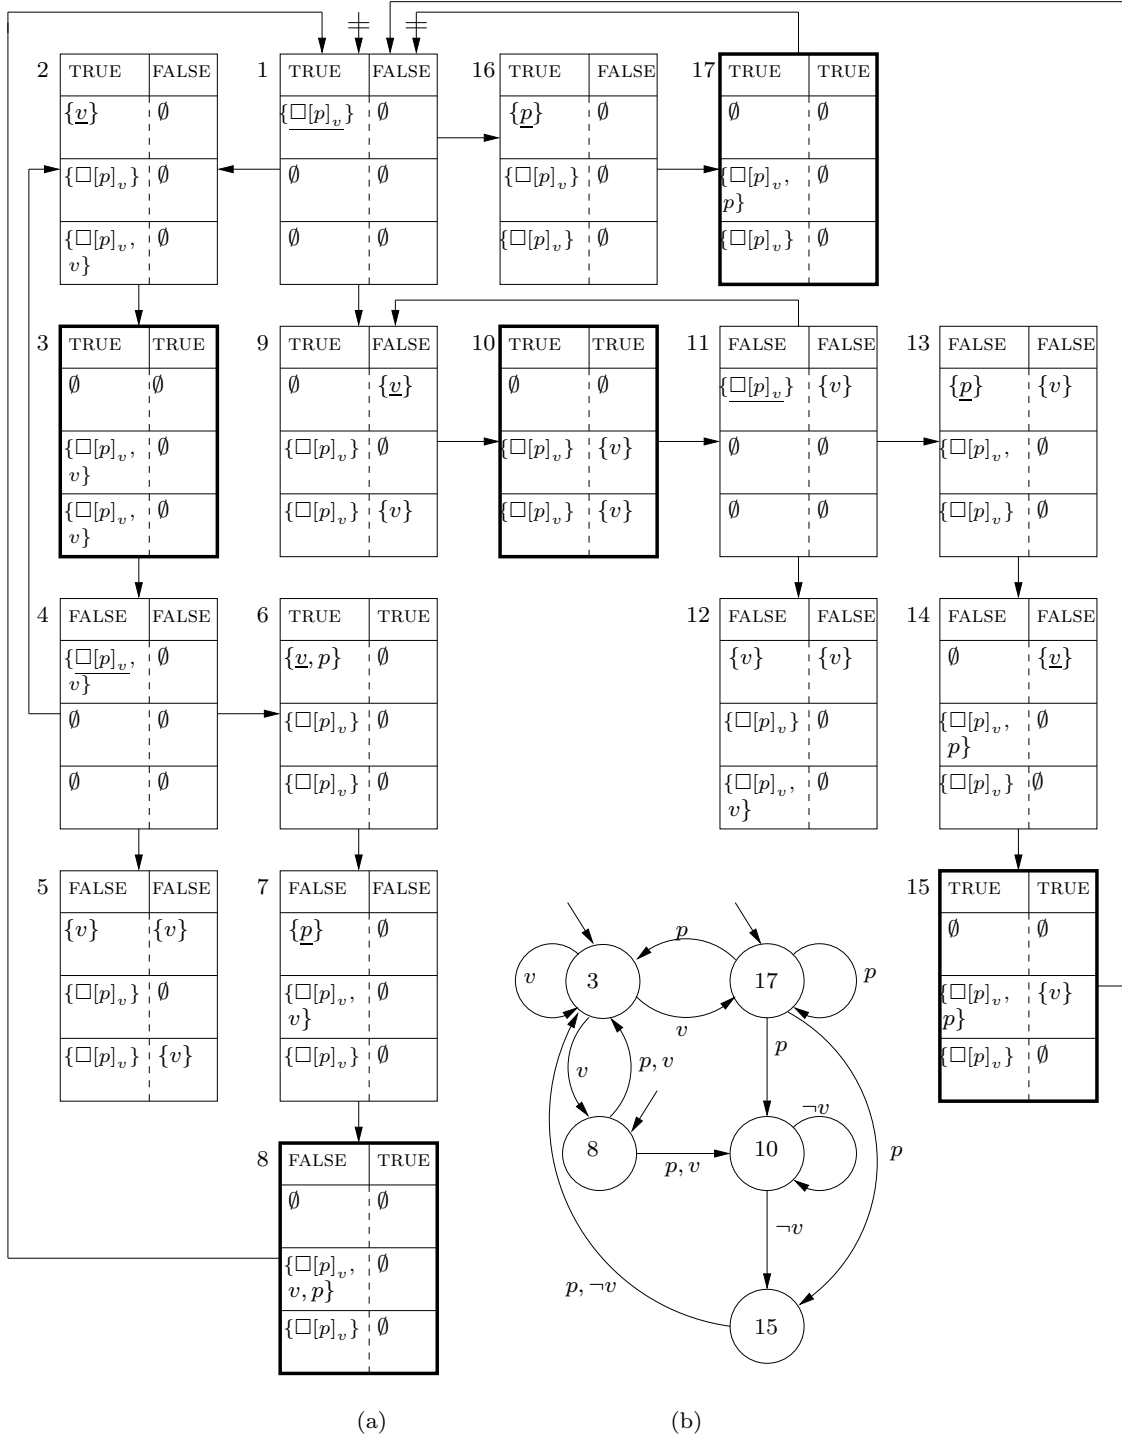 2 TRUE FALSE 1 TRUE FALSE 16 TRUE FALSE 17 TRUE TRUE
{v} ∅ {□[p]_v} ∅ {p} ∅ ∅ ∅
{□[p]_v} ∅ ∅ ∅ {□[p]_v} ∅ {□[p]_v, p} ∅
{□[p]_v, v} ∅ ∅ ∅ {□[p]_v} ∅ {□[p]_v} ∅
3 TRUE TRUE 9 TRUE FALSE 10 TRUE TRUE 11 FALSE FALSE 13 FALSE FALSE
∅ ∅ ∅ {v} ∅ ∅ {□[p]_v} {v} {p} {v}
{□[p]_v, v} ∅ {□[p]_v} ∅ {□[p]_v} {v} ∅ ∅ {□[p]_v, ∅
{□[p]_v, v} ∅ {□[p]_v} {v} {□[p]_v} {v} ∅ ∅ {□[p]_v} ∅
4 FALSE FALSE 6 TRUE TRUE 12 FALSE FALSE 14 FALSE FALSE
{□[p]_v, v} ∅ {v, p} ∅ {v} {v} ∅ {v}
∅ ∅ {□[p]_v} ∅ {□[p]_v} ∅ {□[p]_v, p} ∅
∅ ∅ {□[p]_v} ∅ {□[p]_v, v} ∅ {□[p]_v} ∅
5 FALSE FALSE 7 FALSE FALSE 15 TRUE TRUE
{v} {v} {p} ∅ ∅ ∅
{□[p]_v} ∅ {□[p]_v, v} ∅ {□[p]_v, p} {v}
{□[p]_v} {v} {□[p]_v} ∅ {□[p]_v} ∅
8 FALSE TRUE
∅ ∅
{□[p]_v, v, p} ∅
{□[p]_v} ∅
p
v 3 17 p
v
v p, v p
¬v
8 p, v 10 p
¬v
p, ¬v
15
(a) (b)